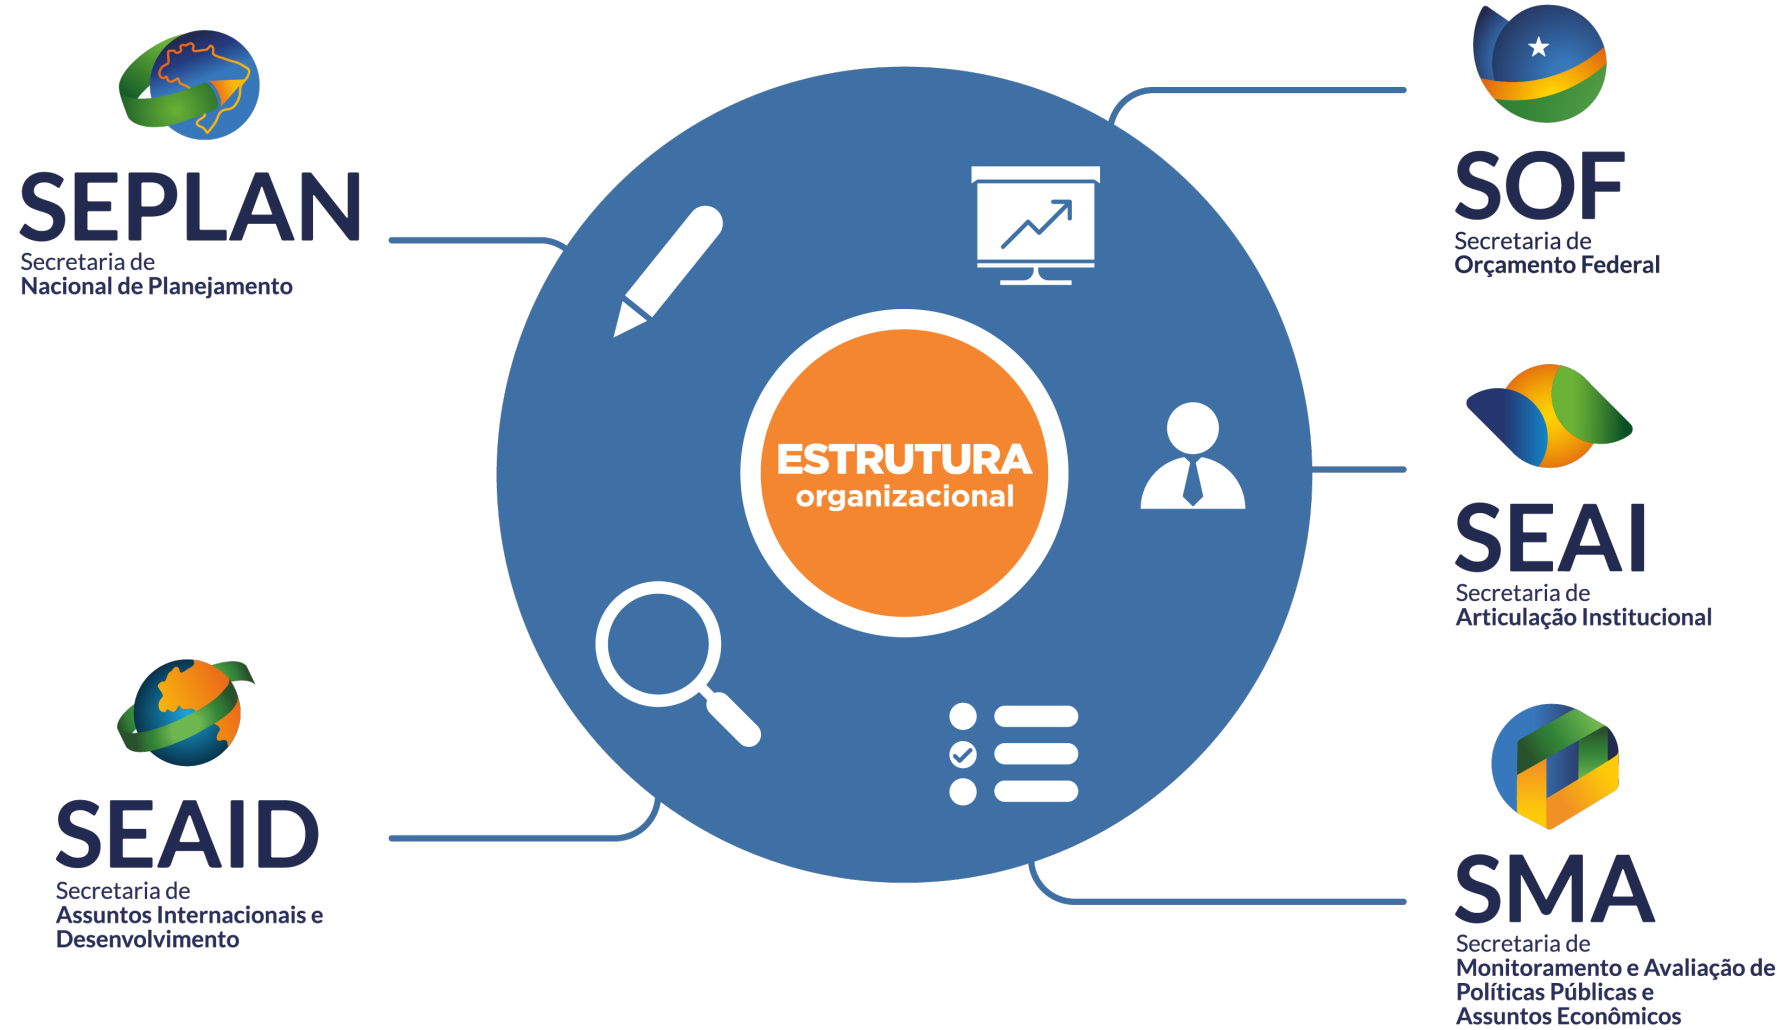 SEPLAN
Secretaria de
Nacional de Planejamento
SEAID
Secretaria de
Assuntos Internacionais e
Desenvolvimento
ESTRUTURA
organizacional
SOF
Secretaria de
Orçamento Federal
SEAI
Secretaria de
Articulação Institucional
SMA
Secretaria de
Monitoramento e Avaliação de
Políticas Públicas e
Assuntos Econômicos